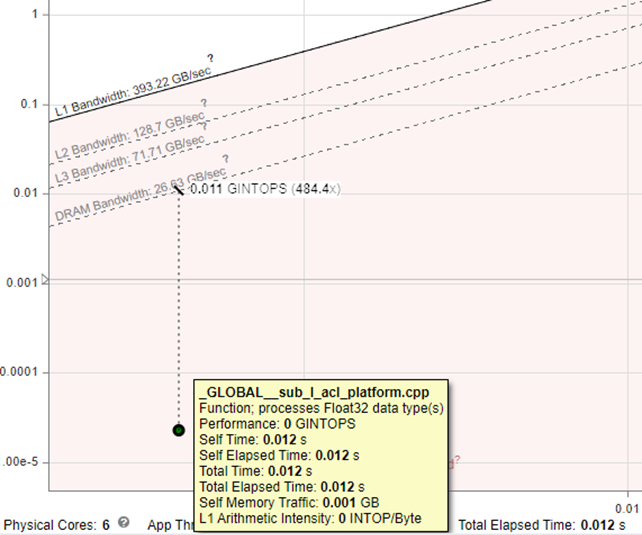 1
L1 Bandwidth: 393.22 GB/sec ?
0.1
L2 Bandwidth: 128.7 GB/sec ?
L3 Bandwidth: 71.71 GB/sec ?
0.01
DRAM Bandwidth: 26.63 GB/sec ?
0.011 GINTOPS (484.4x)
0.001
0.0001
_GLOBAL__sub_I_acl_platform.cpp
Function; processes Float32 data type(s)
Performance: 0 GINTOPS
Self Time: 0.012 s
Self Elapsed Time: 0.012 s
Total Time: 0.012 s
.00e-5
Total Elapsed Time: 0.012 s
?
Self Memory Traffic: 0.001 GB
L1 Arithmetic Intensity: 0 INTOP/Byte
0.01
Physical Cores: 6 ? App Thr
Total Elapsed Time: 0.012 s